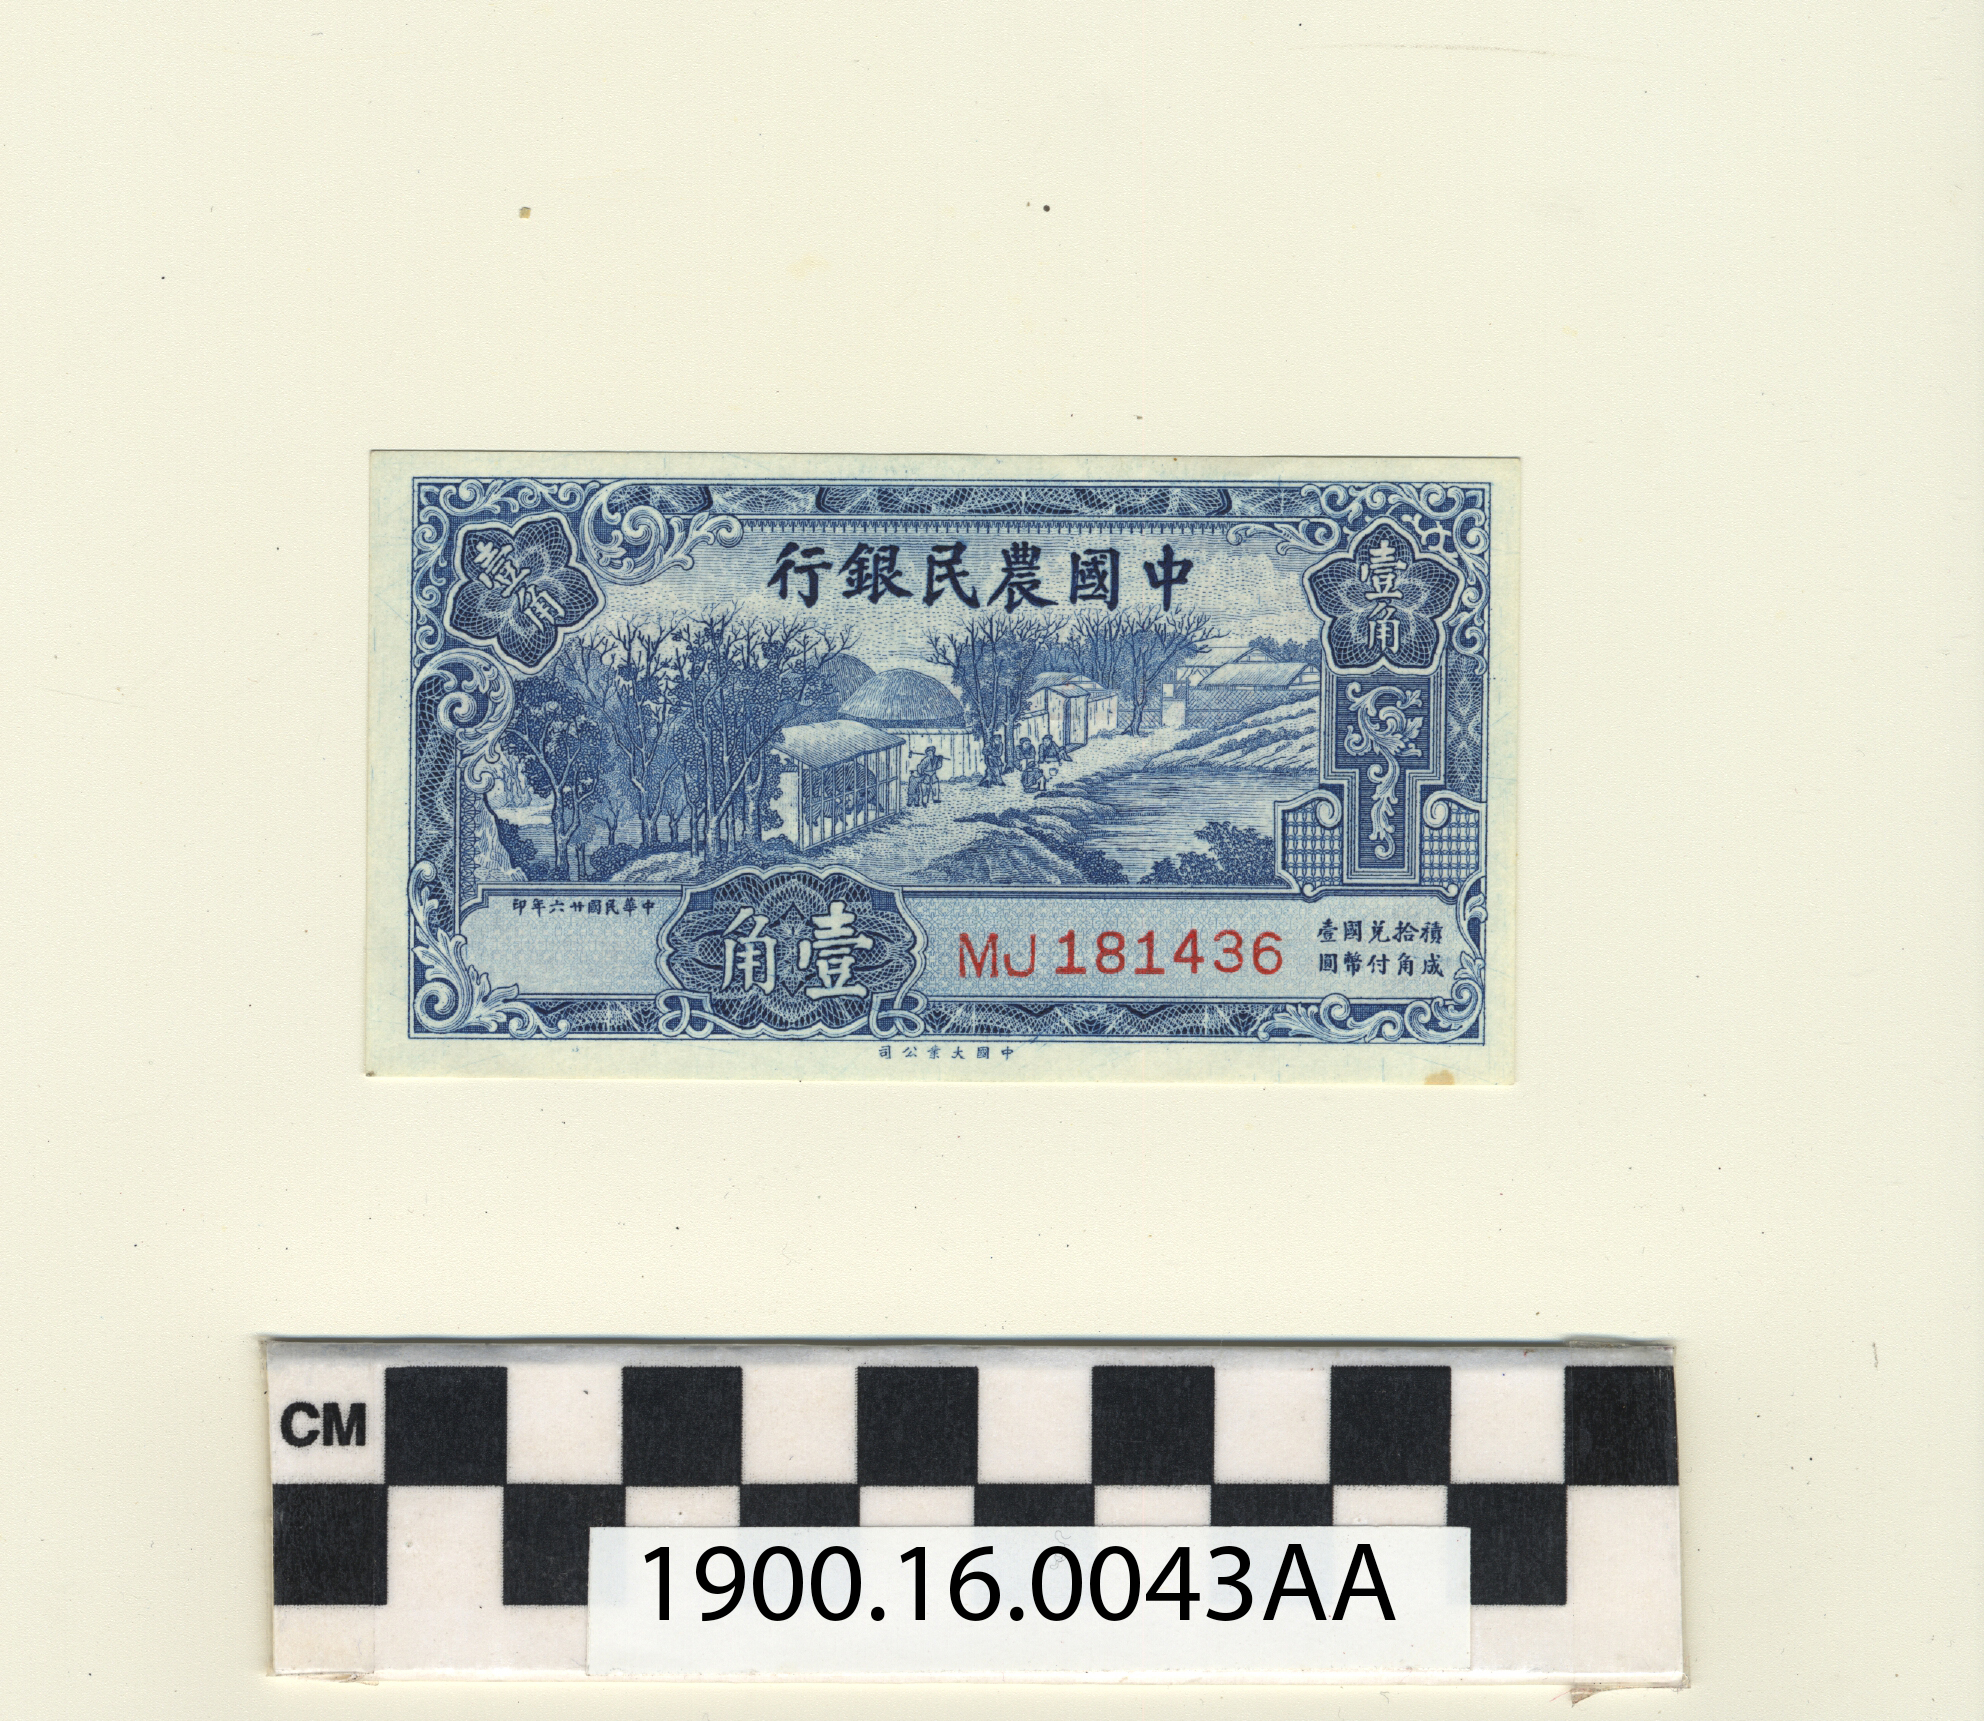 中國農民銀行
壹角
壹角
中華民國廿六年印
壹角
MJ 181436
積成
拾角
兌付
國幣
壹圓
中國大業公司
CM
1900.16.0043AA